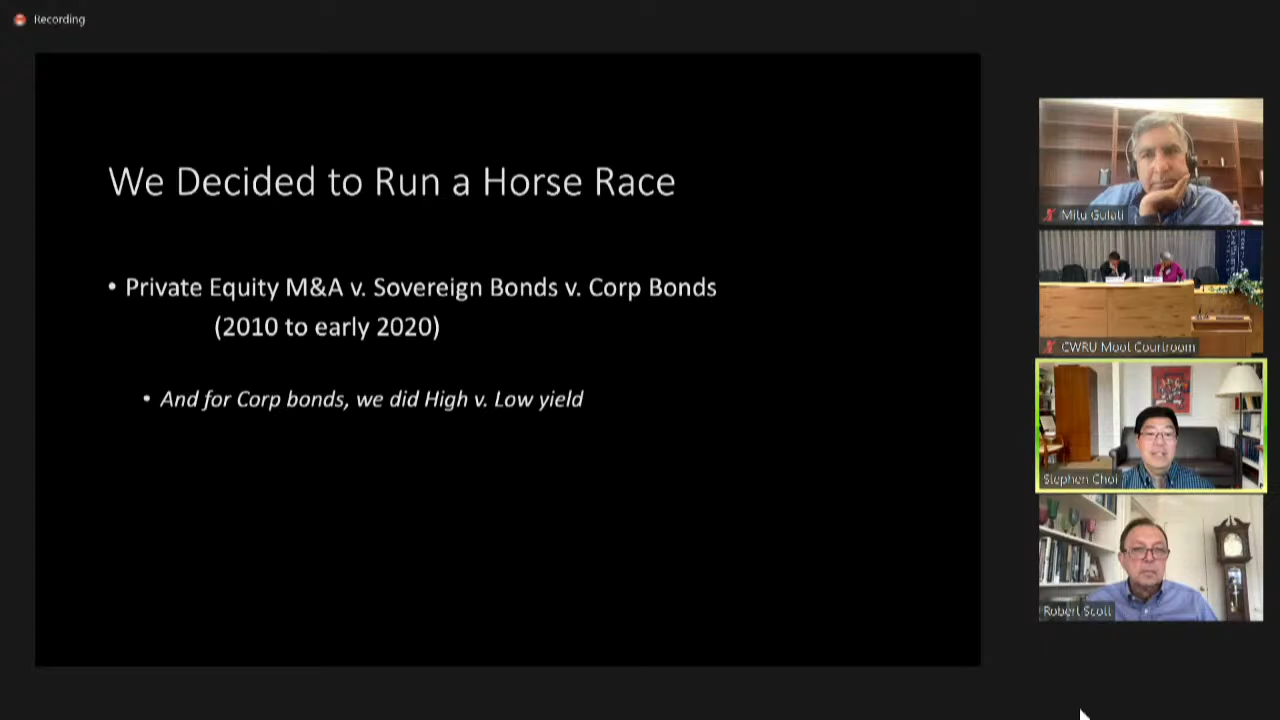 Recording
We Decided to Run a Horse Race
• Private Equity M&A v. Sovereign Bonds v. Corp Bonds
(2010 to early 2020)
• And for Corp bonds, we did High v. Low yield
Mitu Gulati
CWRU Moot Courtroom
Stephen Choi
Robert Scott